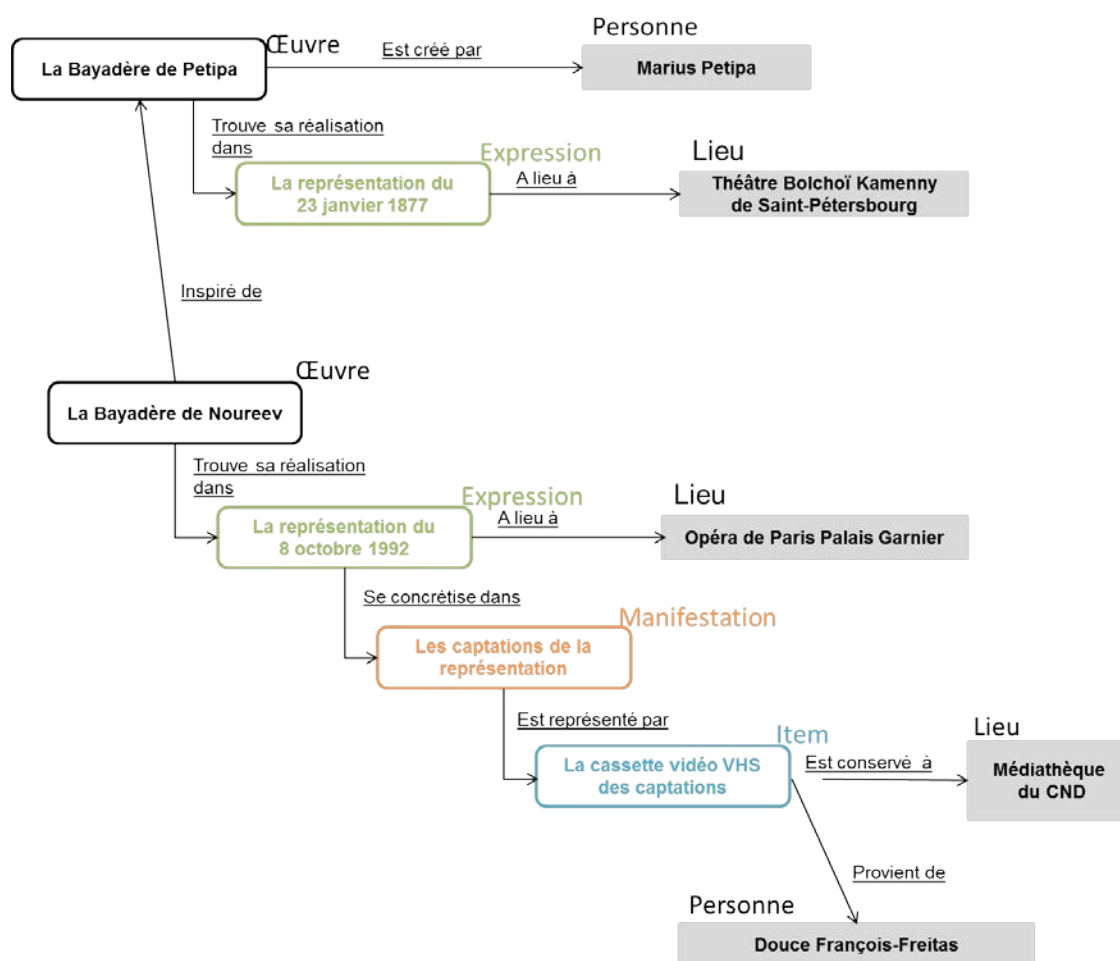 Œuvre
Personne
La Bayadère de Petipa
Est créé par
Marius Petipa
Trouve sa réalisation
dans
Expression
Lieu
La représentation du
23 janvier 1877
A lieu à
Théâtre Bolchoï Kamenny
de Saint-Pétersbourg
Inspiré de
Œuvre
La Bayadère de Noureev
Trouve sa réalisation
dans
Expression
Lieu
La représentation du
8 octobre 1992
A lieu à
Opéra de Paris Palais Garnier
Se concrétise dans
Manifestation
Les captations de la
représentation
Est représenté par
Item
Lieu
La cassette vidéo VHS
des captations
Est conservé à
Médiathèque
du CND
Provient de
Personne
Douce François-Freitas